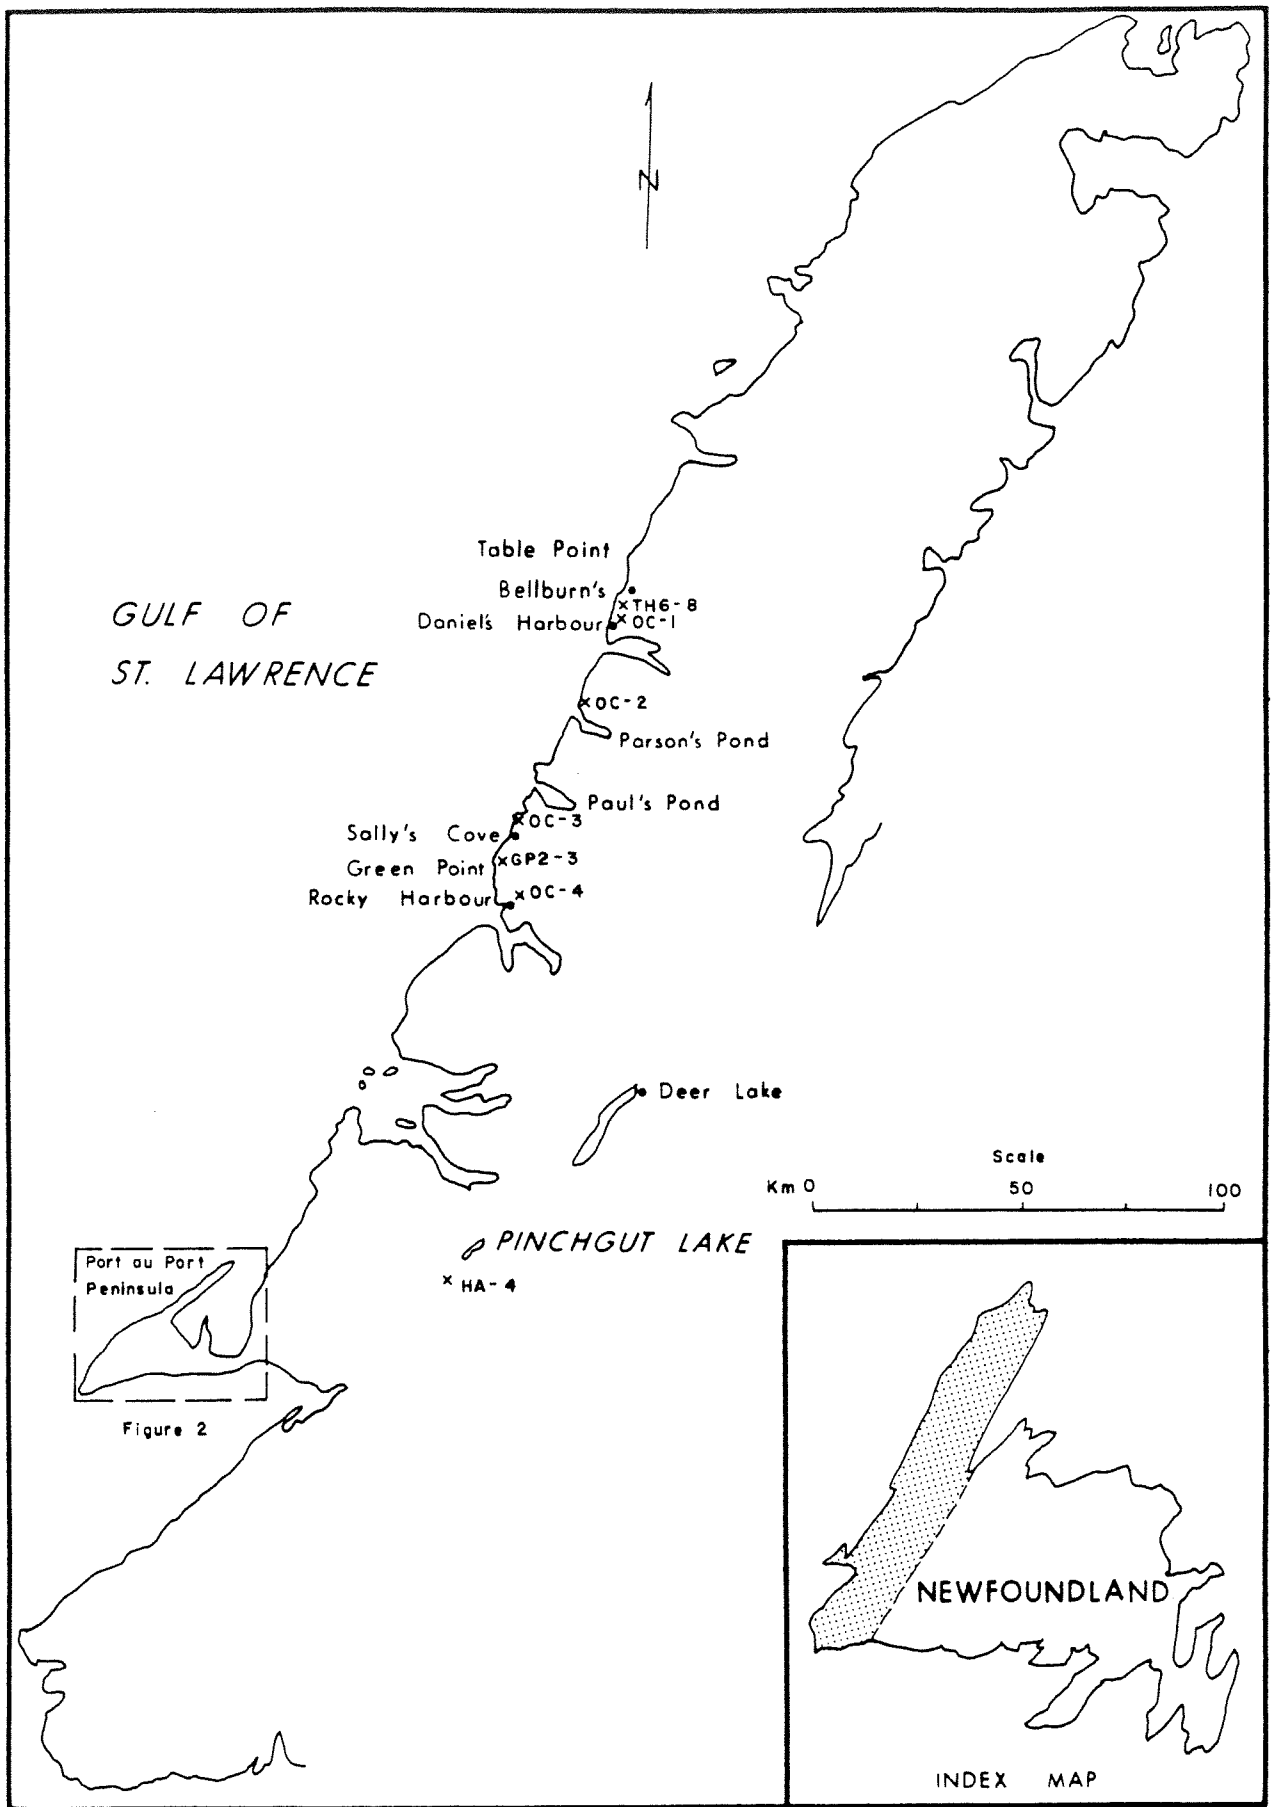 N
Table Point
Bellburn's
×TH6-8
Daniel's Harbour
×OC-1
GULF OF
ST. LAWRENCE
×OC-2
Parson's Pond
Paul's Pond
×OC-3
Sally's Cove
×GP2-3
Green Point
×OC-4
Rocky Harbour
Deer Lake
Scale
Km 0 50 100
PINCHGUT LAKE
× HA-4
Port au Port
Peninsula
Figure 2
NEWFOUNDLAND
INDEX MAP